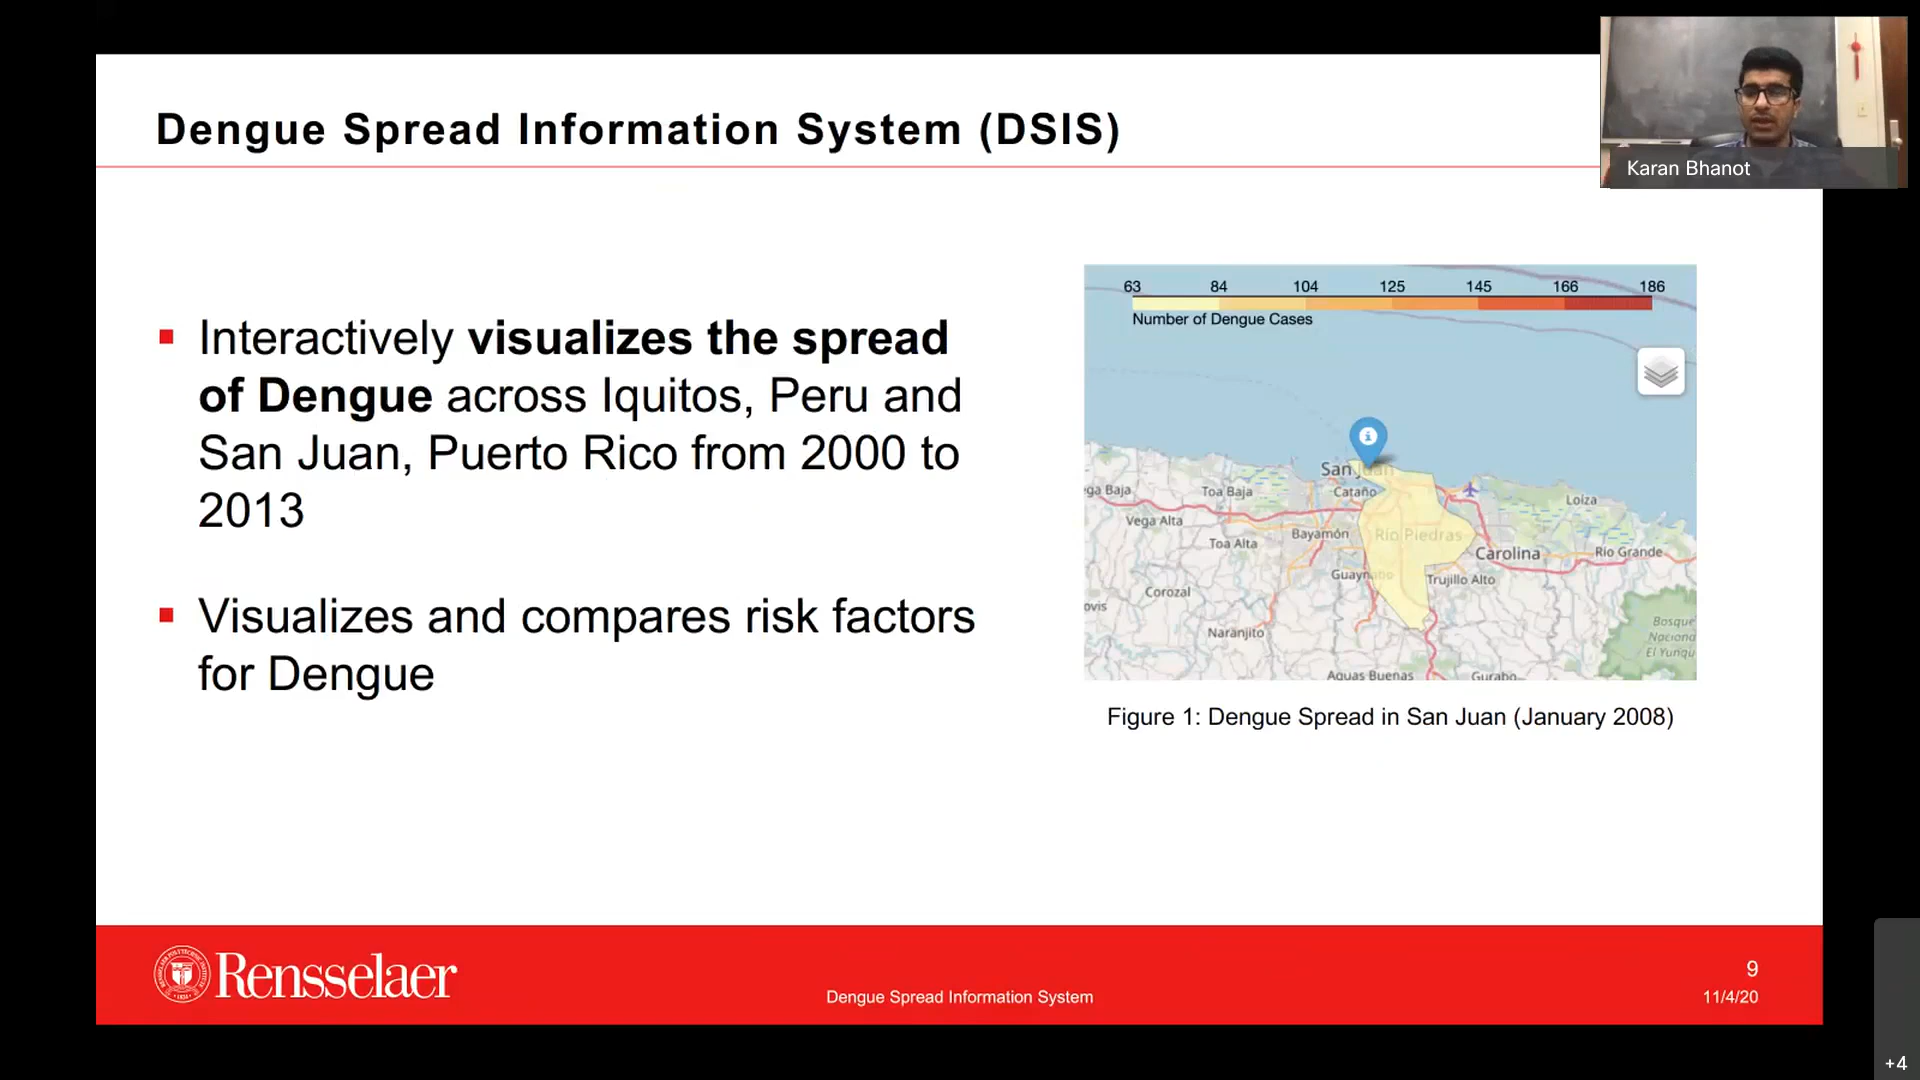 Dengue Spread Information System (DSIS)
Karan Bhanot
Interactively visualizes the spread
of Dengue across Iquitos, Peru and
San Juan, Puerto Rico from 2000 to
2013
Visualizes and compares risk factors
for Dengue
63 84 104 125 145 166 186
Number of Dengue Cases
San Juan
ga Baja
Toa Baja
Cataño
Loiza
Vega Alta
Toa Alta
Bayamón
Río Piedras
Carolina
Rio Grande
Guaynabo
Trujillo Alto
Corozal
ovis
Naranjito
Bosque
Naciona
El Yunqu
Aguas Buenas
Gurabo
Figure 1: Dengue Spread in San Juan (January 2008)
Rensselaer
Dengue Spread Information System
9
11/4/20
+4